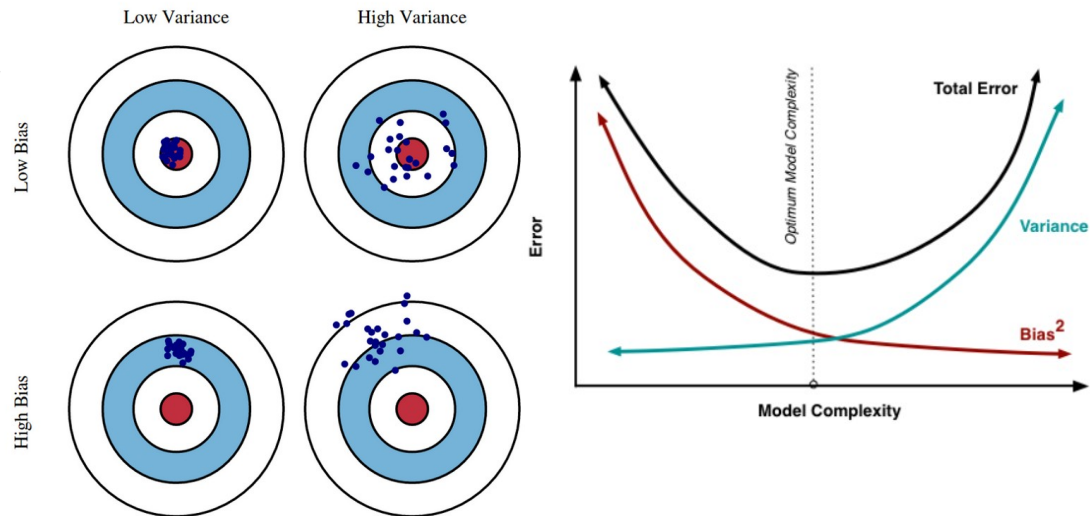 Low Variance
High Variance
Low Bias
High Bias
Error
Optimum Model Complexity
Total Error
Variance
Bias²
Model Complexity